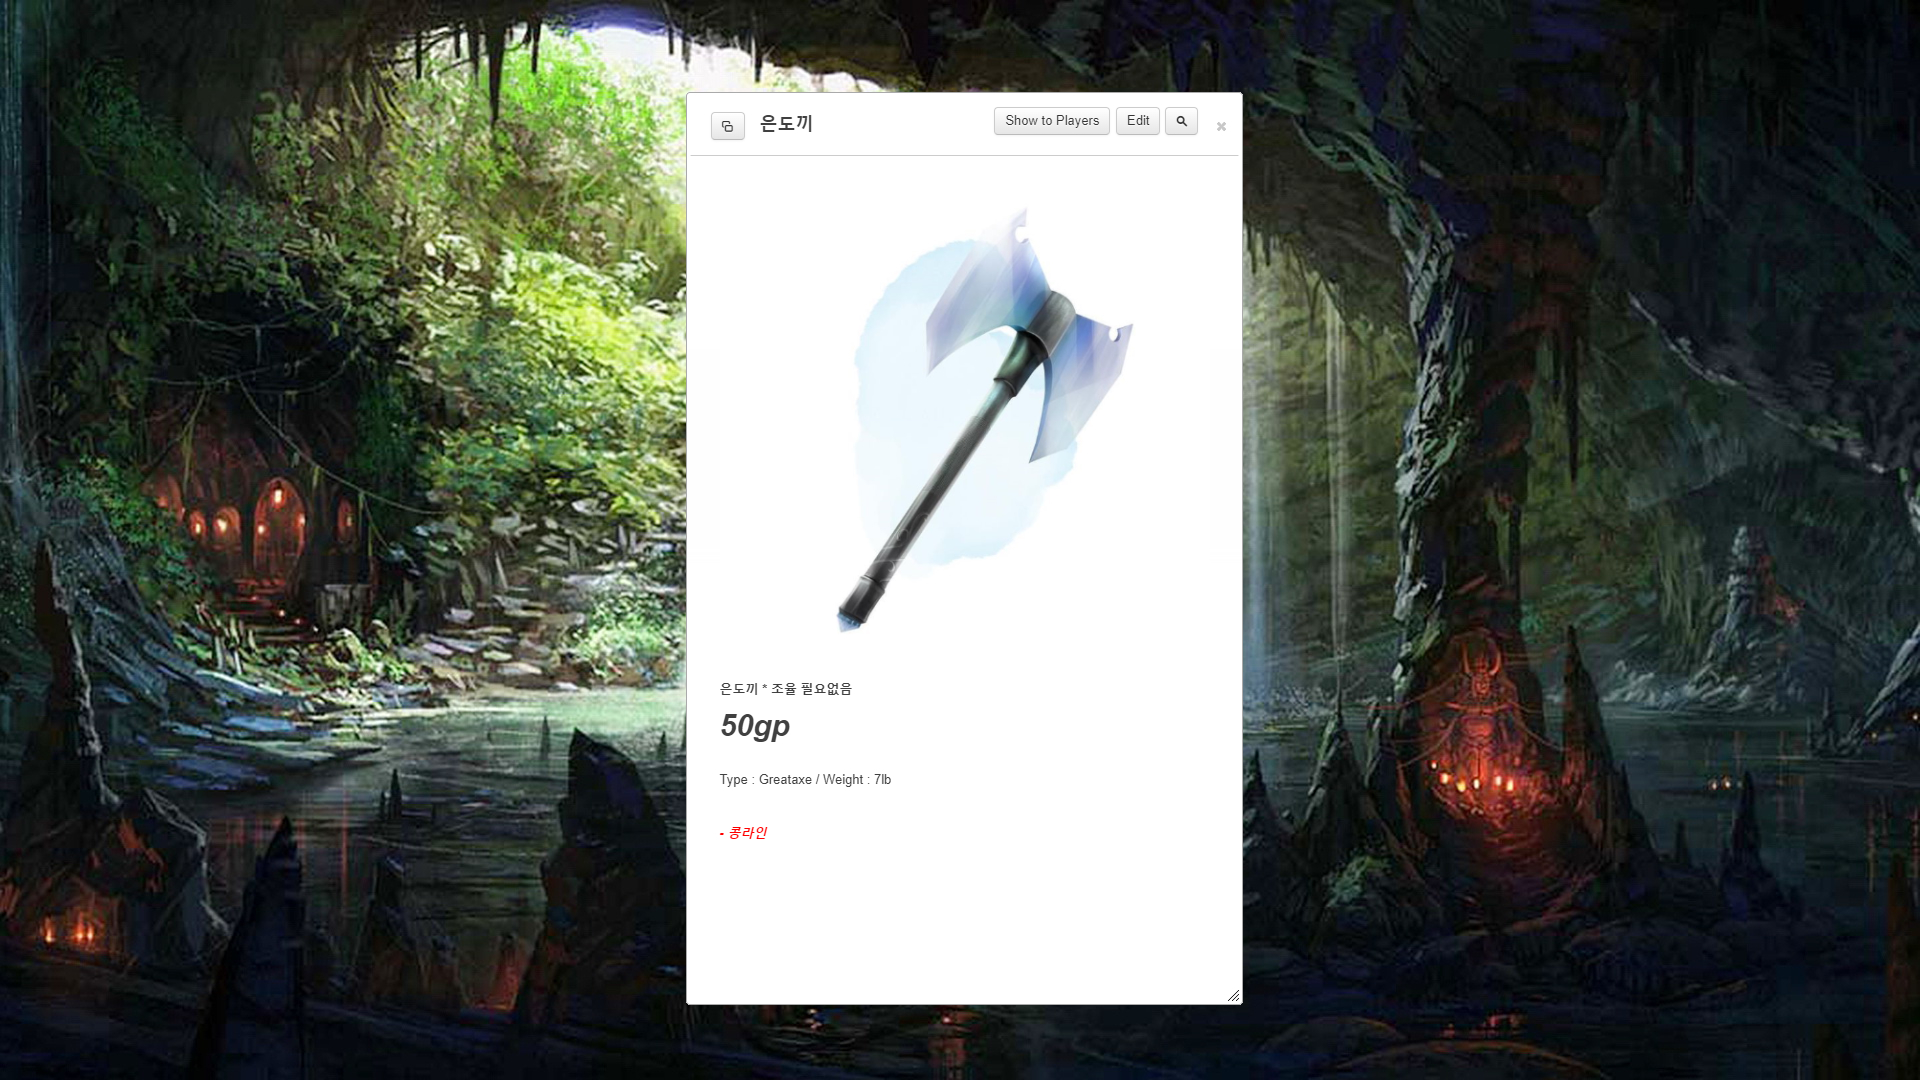 은도끼
Show to Players
Edit
은도끼 * 조율 필요없음
50gp
Type : Greataxe / Weight : 7lb
- 콩라인